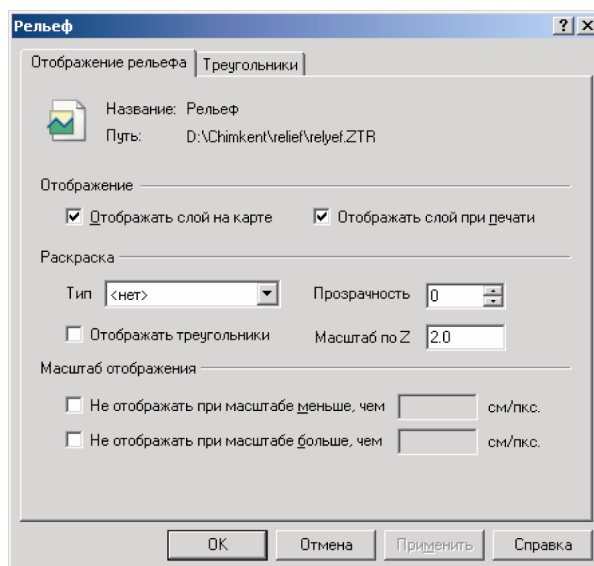 Рельеф
Отображение рельефа Треугольники
Название: Рельеф
Путь: D:\Chimkent\relief\relyef.ZTR
Отображение
Отображать слой на карте Отображать слой при печати
Раскраска
Тип <нет> Прозрачность 0
Отображать треугольники Масштаб по Z 2.0
Масштаб отображения
Не отображать при масштабе меньше, чем см/пкс.
Не отображать при масштабе больше, чем см/пкс.
OK Отмена Применить Справка